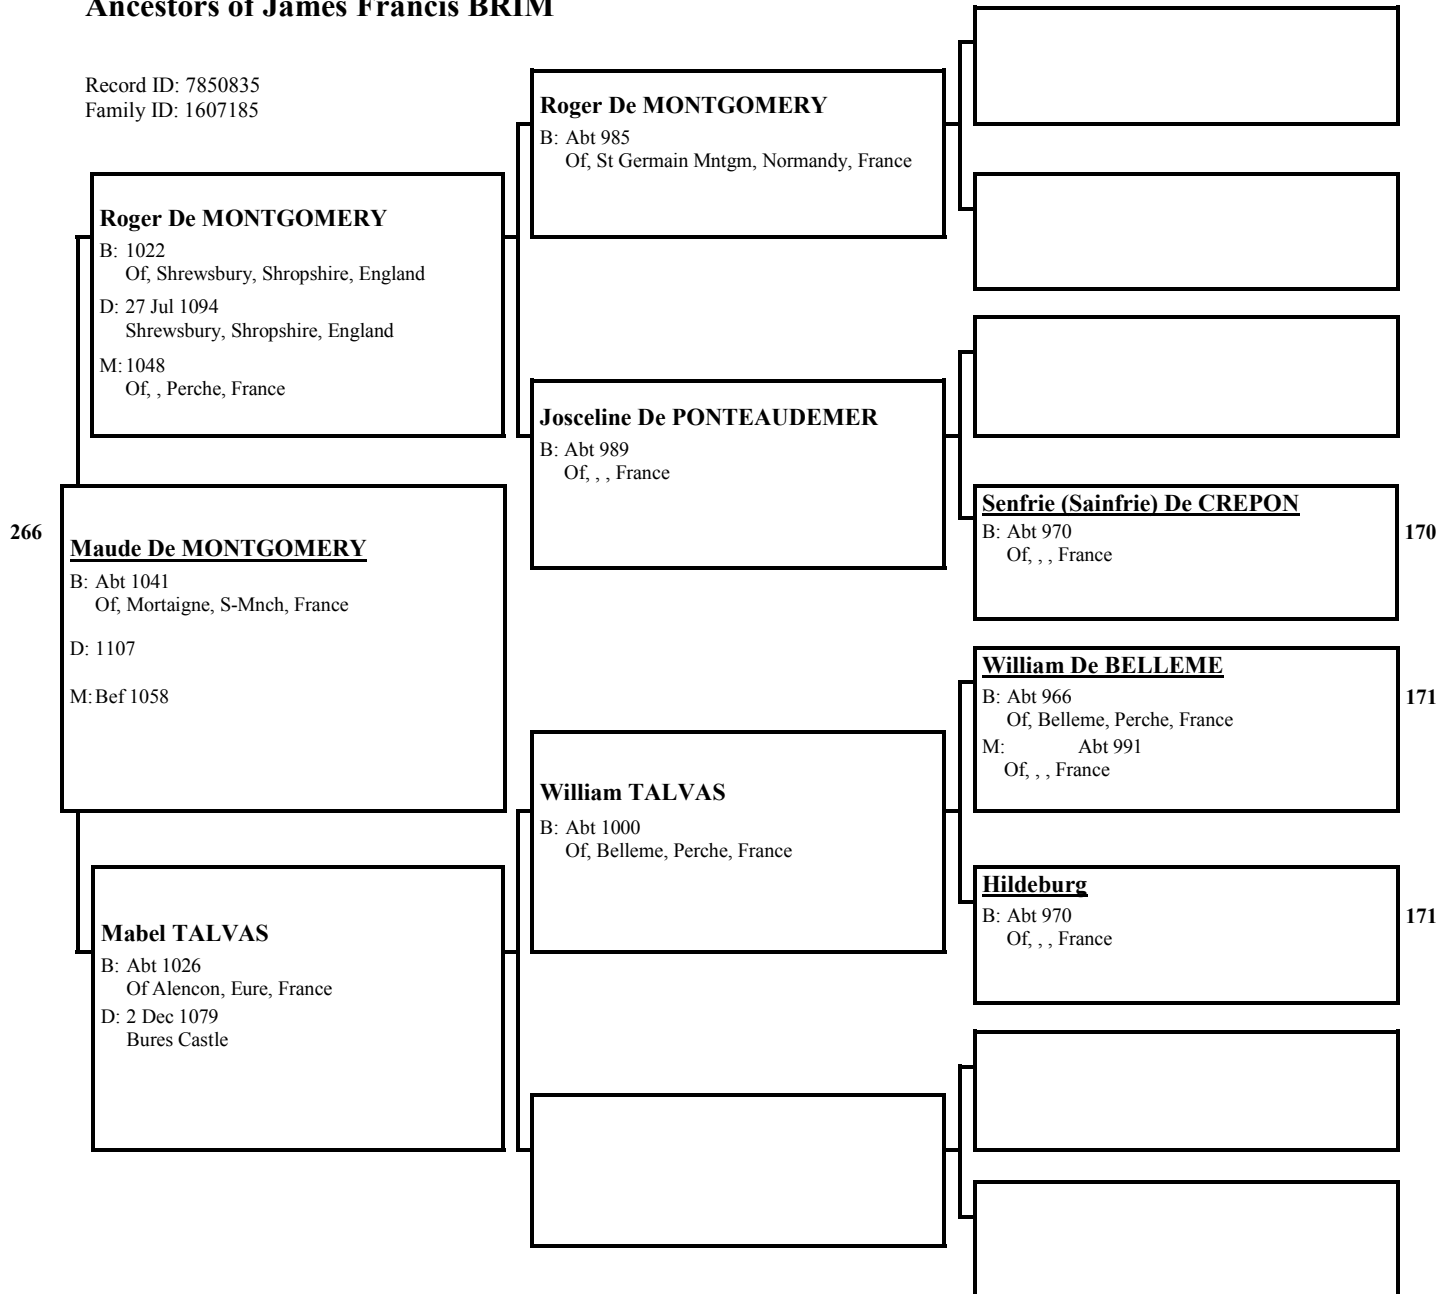 Ancestors of James Francis BRIM
Record ID: 7850835
Family ID: 1607185
Roger De MONTGOMERY
B: Abt 985
Of, St Germain Mntgm, Normandy, France
Roger De MONTGOMERY
B: 1022
Of, Shrewsbury, Shropshire, England
D: 27 Jul 1094
Shrewsbury, Shropshire, England
M: 1048
Of, , Perche, France
Josceline De PONTEAUDEMER
B: Abt 989
Of, , , France
Senfrie (Sainfrie) De CREPON
B: Abt 970
Of, , , France
170
266
Maude De MONTGOMERY
B: Abt 1041
Of, Mortaigne, S-Mnch, France
D: 1107
M: Bef 1058
William De BELLEME
B: Abt 966
Of, Belleme, Perche, France
M: Abt 991
Of, , , France
171
William TALVAS
B: Abt 1000
Of, Belleme, Perche, France
Hildeburg
B: Abt 970
Of, , , France
171
Mabel TALVAS
B: Abt 1026
Of Alencon, Eure, France
D: 2 Dec 1079
Bures Castle